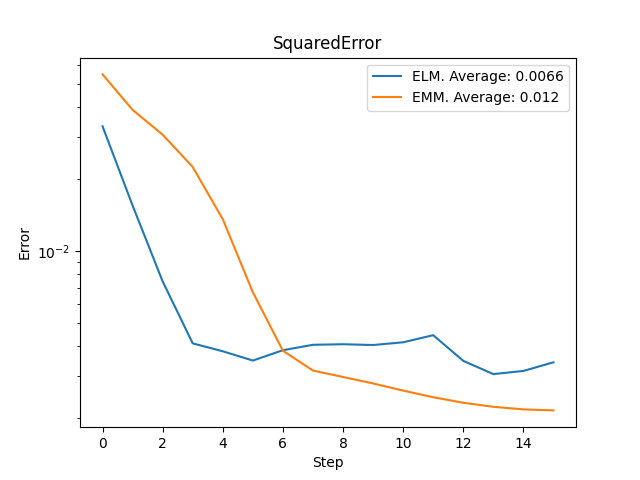 SquaredError
ELM. Average: 0.0066
EMM. Average: 0.012
Error
10⁻²
0 2 4 6 8 10 12 14
Step